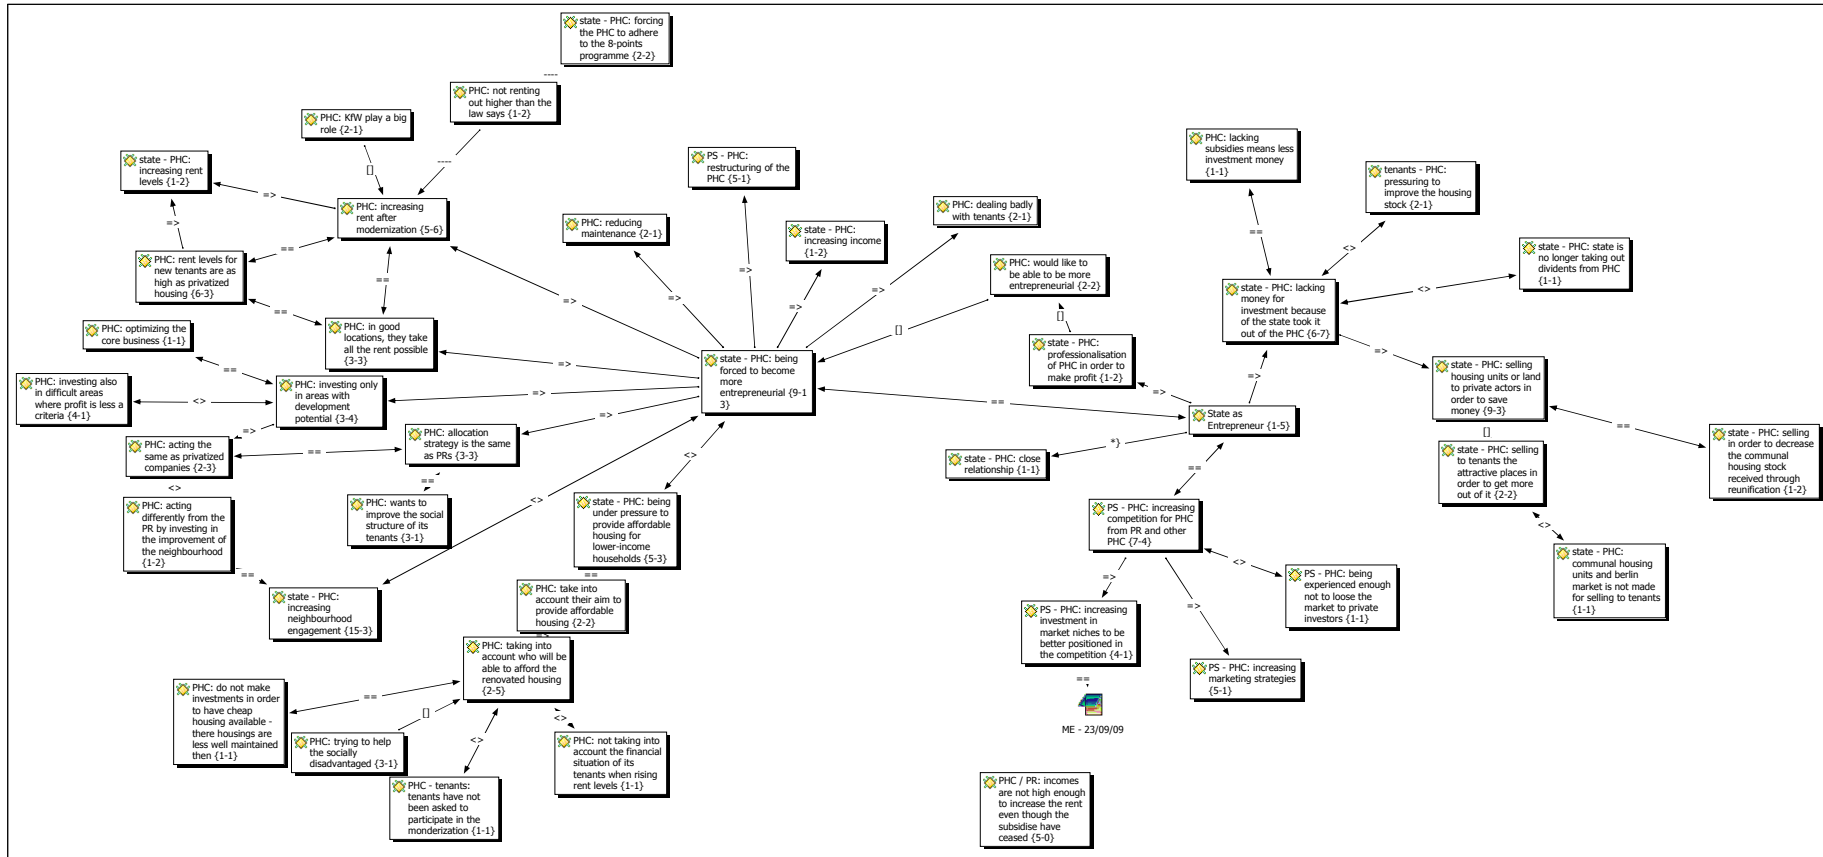 state - PHC: forcing
the PHC to adhere
to the 8-points
programme {2-2}
----
PHC: not renting
out higher than the
law says {1-2}
----
PHC: KfW play a big
role {2-1}
[]
state - PHC:
increasing rent
levels {1-2}
=>
=>
PHC: increasing
rent after
modernization {5-6}
==
==
PHC: rent levels for
new tenants are as
high as privatized
housing {6-3}
==
PHC: in good
locations, they take
all the rent possible
{3-3}
PHC: optimizing the
core business {1-1}
==
PHC: investing also
in difficult areas
where profit is less a
criteria {4-1}
<>
PHC: investing only
in areas with
development
potential {3-4}
=>
PHC: acting the
same as privatized
companies {2-3}
==
PHC: allocation
strategy is the same
as PRs {3-3}
<>
==
PHC: acting
differently from the
PR by investing in
the improvement of
the neighbourhood
{1-2}
==
PHC: wants to
improve the social
structure of its
tenants {3-1}
state - PHC:
increasing
neighbourhood
engagement {15-3}
<>
PS - PHC:
restructuring of the
PHC {5-1}
=>
PHC: reducing
maintenance {2-1}
=>
state - PHC:
increasing income
{1-2}
=>
PHC: dealing badly
with tenants {2-1}
=>
PHC: would like to
be able to be more
entrepreneurial
{2-2}
[]
[]
=>
=>
=>
=>
state - PHC: being
forced to become
more
entrepreneurial {9-1
3}
<>
state - PHC: being
under pressure to
provide affordable
housing for
lower-income
households {5-3}
==
PHC: take into
account their aim to
provide affordable
housing {2-2}
=>
PHC: taking into
account who will be
able to afford the
renovated housing
{2-5}
PHC: do not make
investments in order
to have cheap
housing available -
there housings are
less well maintained
then {1-1}
==
[]
PHC: trying to help
the socially
disadvantaged {3-1}
<>
PHC - tenants:
tenants have not
been asked to
participate in the
monderization {1-1}
<>
PHC: not taking into
account the financial
situation of its
tenants when rising
rent levels {1-1}
state - PHC:
professionalisation
of PHC in order to
make profit {1-2}
=>
==
State as
Entrepreneur {1-5}
*}
state - PHC: close
relationship {1-1}
==
PS - PHC: increasing
competition for PHC
from PR and other
PHC {7-4}
=>
<>
=>
PS - PHC: being
experienced enough
not to loose the
market to private
investors {1-1}
PS - PHC: increasing
investment in
market niches to be
better positioned in
the competition {4-1}
PS - PHC: increasing
marketing strategies
{5-1}
==
ME - 23/09/09
PHC / PR: incomes
are not high enough
to increase the rent
even though the
subsidise have
ceased {5-0}
PHC: lacking
subsidies means less
investment money
{1-1}
==
tenants - PHC:
pressuring to
improve the housing
stock {2-1}
<>
state - PHC: state is
no longer taking out
dividents from PHC
{1-1}
<>
state - PHC: lacking
money for
investment because
of the state took it
out of the PHC {6-7}
=>
=>
state - PHC: selling
housing units or land
to private actors in
order to save
money {9-3}
[]
==
state - PHC: selling
to tenants the
attractive places in
order to get more
out of it {2-2}
state - PHC: selling
in order to decrease
the communal
housing stock
received through
reunification {1-2}
<>
state - PHC:
communal housing
units and berlin
market is not made
for selling to tenants
{1-1}